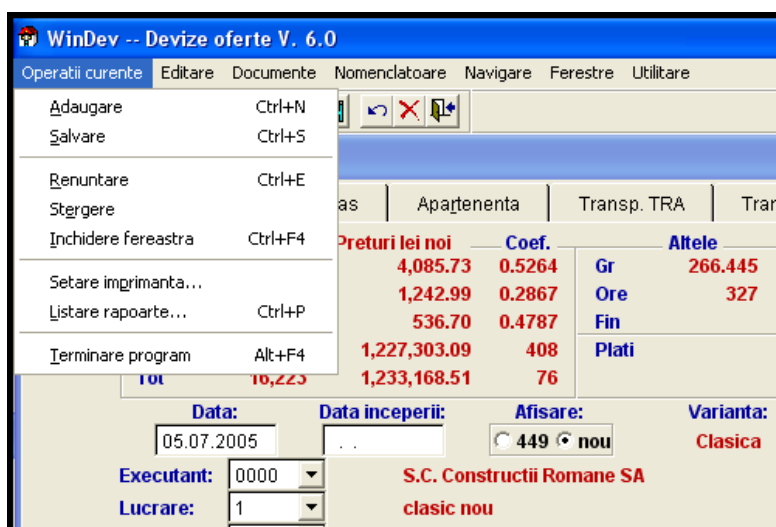 WinDev -- Devize oferte V. 6.0
Operatii curente Editare Documente Nomenclatoare Navigare Ferestre Utilitare
Adaugare Ctrl+N
Salvare Ctrl+S
Renuntare Ctrl+E
Stergere
Inchidere fereastra Ctrl+F4
Setare imprimanta...
Listare rapoarte... Ctrl+P
Terminare program Alt+F4
as Apartenenta Transp. TRA Tran
Preturi lei noi Coef. Altele
4,085.73 0.5264 Gr 266.445
1,242.99 0.2867 Ore 327
536.70 0.4787 Fin
1,227,303.09 408 Plati
Tot 16,223 1,233,168.51 76
Data: Data inceperii: Afisare: Varianta:
05.07.2005 . . 449 nou Clasica
Executant: 0000 S.C. Constructii Romane SA
Lucrare: 1 clasic nou